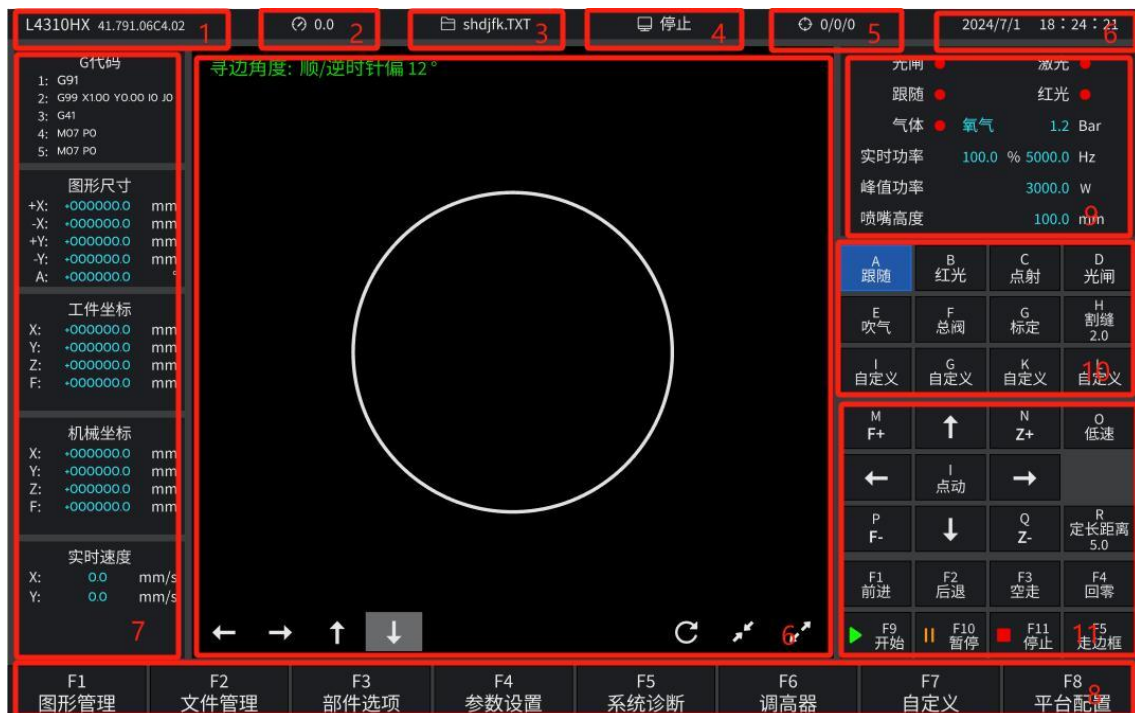 L4310HX 41.791.06C4.02 1
0.0 2
shdjfk.TXT 3
停止 4
0/0/0 5
2024/7/1 18：24：21 6
G代码
1: G91
2: G99 X100 Y0.00 I0 J0
3: G41
4: M07 P0
5: M07 P0
图形尺寸
+X: +000000.0 mm
-X: +000000.0 mm
+Y: +000000.0 mm
-Y: +000000.0 mm
A: +000000.0 °
工件坐标
X: +000000.0 mm
Y: +000000.0 mm
Z: +000000.0 mm
F: +000000.0 mm
机械坐标
X: +000000.0 mm
Y: +000000.0 mm
Z: +000000.0 mm
F: +000000.0 mm
实时速度
X: 0.0 mm/s
Y: 0.0 mm/s
7
寻边角度: 顺/逆时针偏 12°
6
光闸 激光
跟随 红光
气体 氧气 1.2 Bar
实时功率 100.0 % 5000.0 Hz
峰值功率 3000.0 w
喷嘴高度 100.0 mm
9
A B C D
跟随 红光 点射 光闸
E F G H
吹气 总阀 标定 割缝
2.0
I G K L
自定义 自定义 自定义 自定义
10
M N O
F+ ↑ Z+ 低速
I
← 点动 →
P Q R
F- ↓ Z- 定长距离
5.0
F1 F2 F3 F4
前进 后退 空走 回零
F9 F10 F11 F5
开始 暂停 停止 走边框
11
F1 F2 F3 F4 F5 F6 F7 F8
图形管理 文件管理 部件选项 参数设置 系统诊断 调高器 自定义 平台配置
8